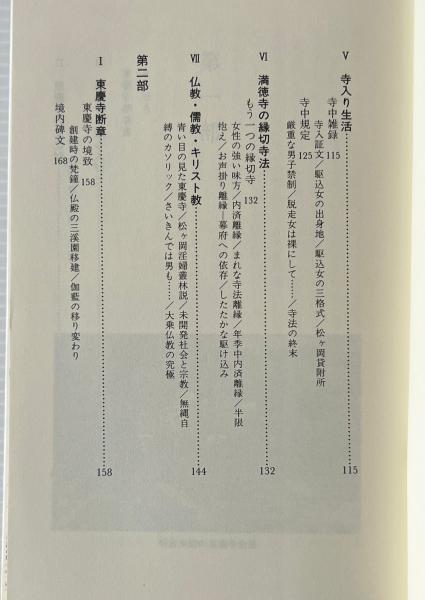 Ⅴ 寺入り生活……115
寺中雑録 115
寺入証文／駆込女の出身地／駆込女の三格式／松ヶ岡貸附所
寺中規定 125
厳重な男子禁制／脱走女は裸にして……／寺法の終末
Ⅵ 満徳寺の縁切寺法……132
もう一つの縁切寺 132
女性の強い味方／内済離縁／まれな寺法離縁／年季中内済離縁／半限
抱え／お声掛り離縁―幕府への依存／したたかな駆け込み
Ⅶ 仏教・儒教・キリスト教……144
青い目の見た東慶寺／松ヶ岡淫婦叢林説／未開発社会と宗教／無縄自
縛のカソリック／さいきんでは男も……／大乗仏教の究極
第二部
Ⅰ 東慶寺断章……158
東慶寺の境致 158
創建時の梵鐘／仏殿の三溪園移建／伽藍の移り変わり
境内碑文 168